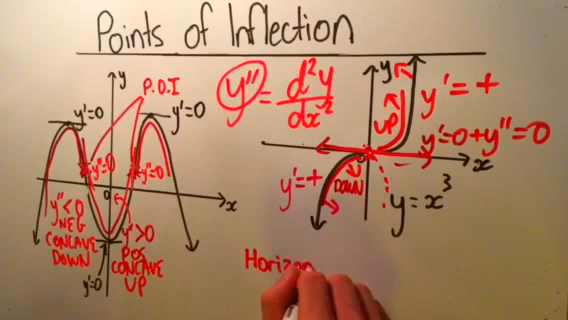 Points of Inflection
y
P.O.I
y'=0
y'=0
y''=0
y''=0
0
x
y''<0
NEG
CONCAVE
DOWN
y''>0
POS
CONCAVE
UP
y'=0
y'' = d²y
dx²
y
y'=+
UP
y'=0+y''=0
x
y'=+
DOWN
y=x³
Horizon